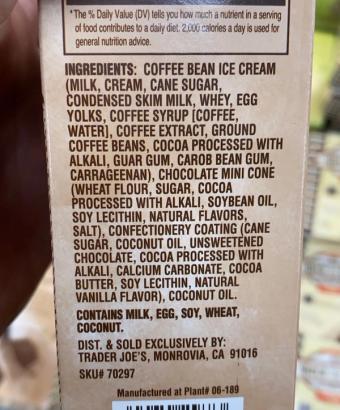 *The % Daily Value (DV) tells you how much a nutrient in a serving
of food contributes to a daily diet. 2,000 calories a day is used for
general nutrition advice.
INGREDIENTS: COFFEE BEAN ICE CREAM
(MILK, CREAM, CANE SUGAR,
CONDENSED SKIM MILK, WHEY, EGG
YOLKS, COFFEE SYRUP [COFFEE,
WATER], COFFEE EXTRACT, GROUND
COFFEE BEANS, COCOA PROCESSED WITH
ALKALI, GUAR GUM, CAROB BEAN GUM,
CARRAGEENAN), CHOCOLATE MINI CONE
(WHEAT FLOUR, SUGAR, COCOA
PROCESSED WITH ALKALI, SOYBEAN OIL,
SOY LECITHIN, NATURAL FLAVORS,
SALT), CONFECTIONERY COATING (CANE
SUGAR, COCONUT OIL, UNSWEETENED
CHOCOLATE, COCOA PROCESSED WITH
ALKALI, CALCIUM CARBONATE, COCOA
BUTTER, SOY LECITHIN, NATURAL
VANILLA FLAVOR), COCONUT OIL.
CONTAINS MILK, EGG, SOY, WHEAT,
COCONUT.
DIST. & SOLD EXCLUSIVELY BY:
TRADER JOE'S, MONROVIA, CA 91016
SKU# 70297
Manufactured at Plant# 06-189